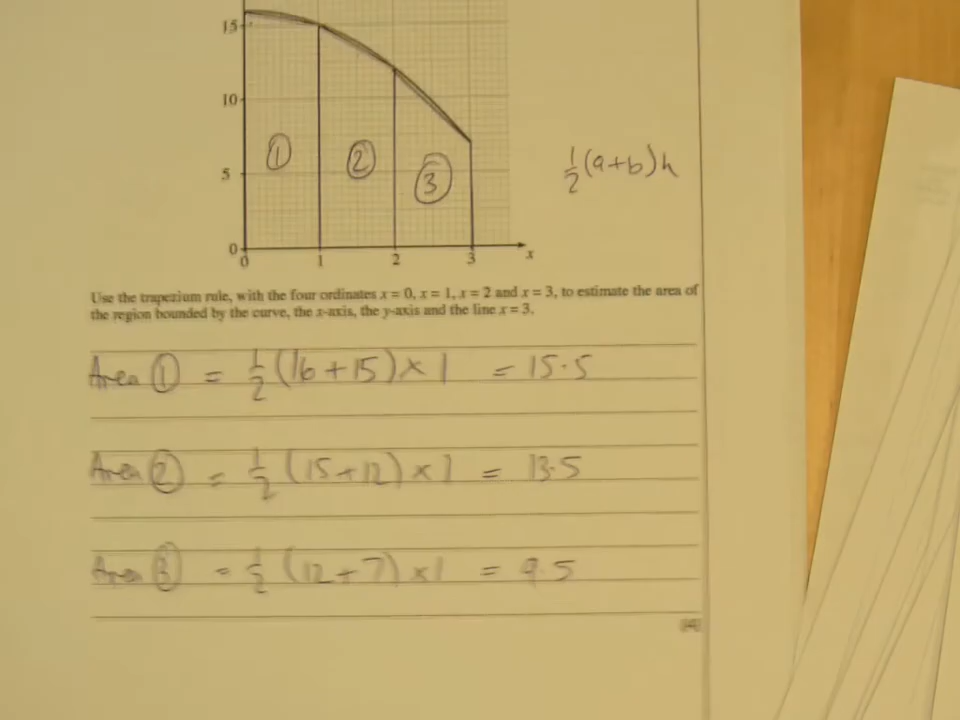 15
10
5
0
0 1 2 3 x
① ② ③
½(a+b)h
Use the trapezium rule, with the four ordinates x = 0, x = 1, x = 2 and x = 3, to estimate the area of
the region bounded by the curve, the x-axis, the y-axis and the line x = 3.
Area ① = ½(16+15)×1 = 15.5
Area ② = ½(15+12)×1 = 13.5
Area ③ = ½(12+7)×1 = 9.5
[4]